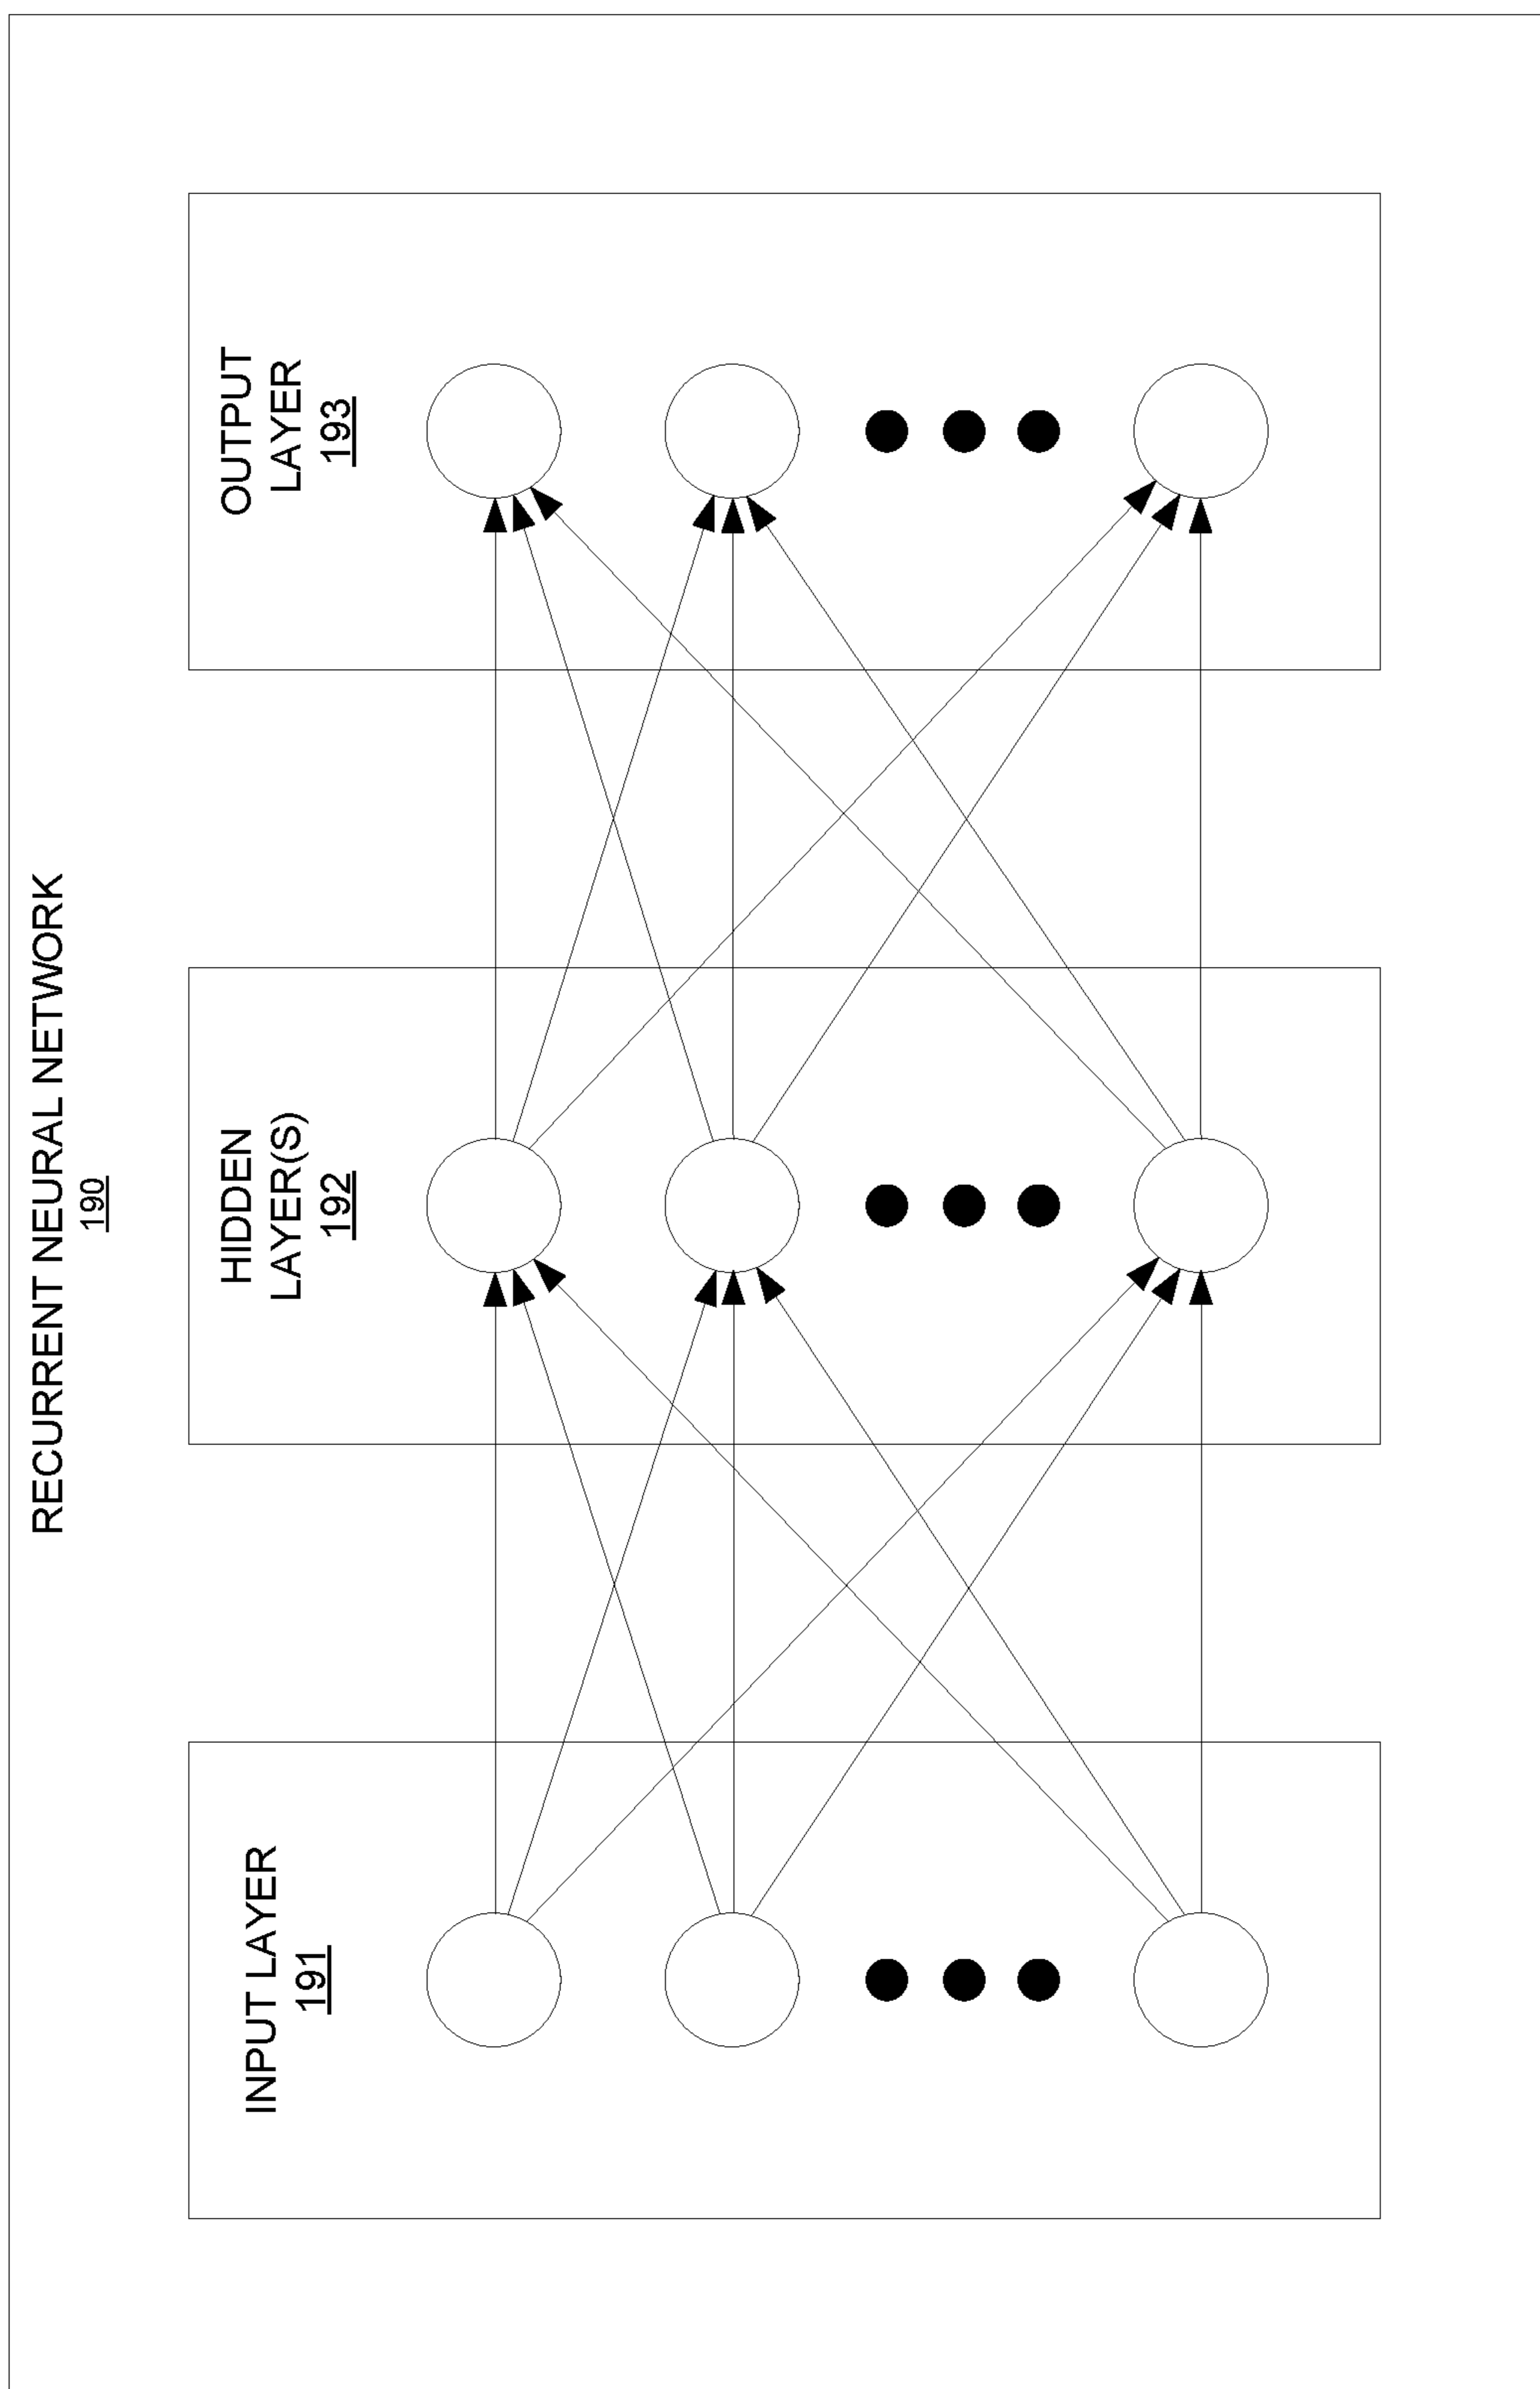 RECURRENT NEURAL NETWORK
190
INPUT LAYER
191
HIDDEN
LAYER(S)
192
OUTPUT
LAYER
193